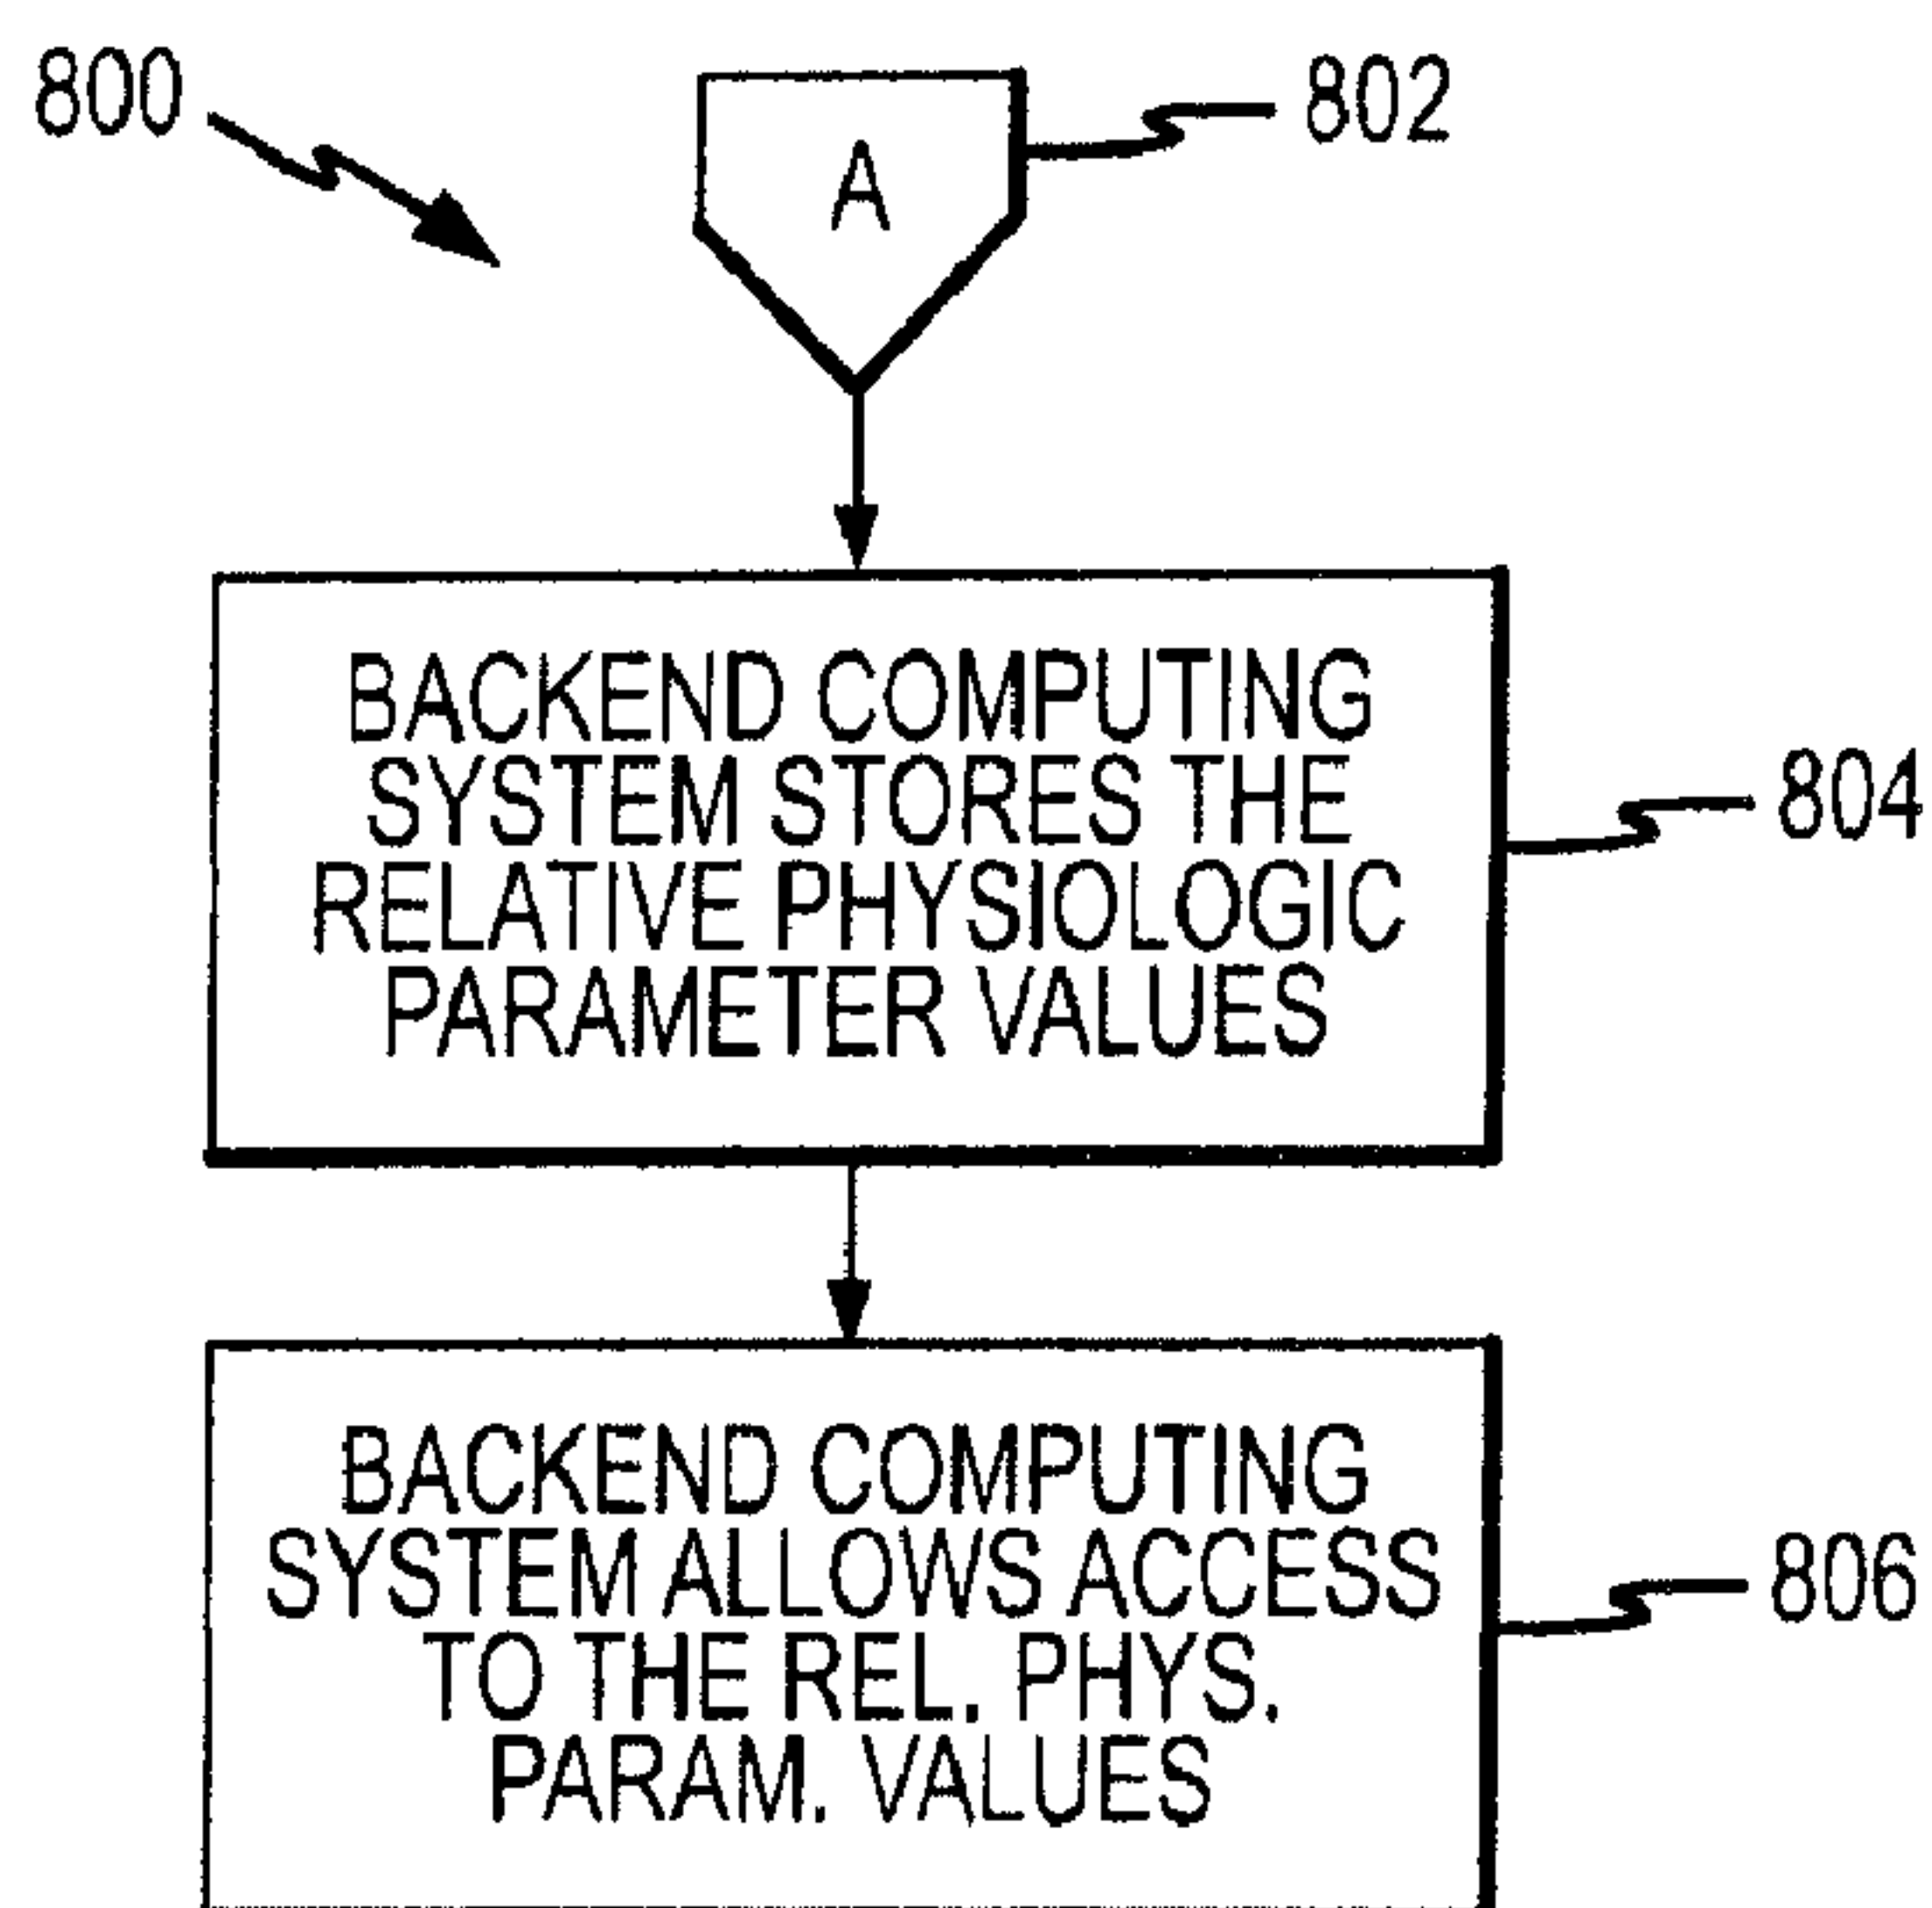 800
802
A
BACKEND COMPUTING
SYSTEM STORES THE
RELATIVE PHYSIOLOGIC
PARAMETER VALUES
804
BACKEND COMPUTING
SYSTEM ALLOWS ACCESS
TO THE REL. PHYS.
PARAM. VALUES
806